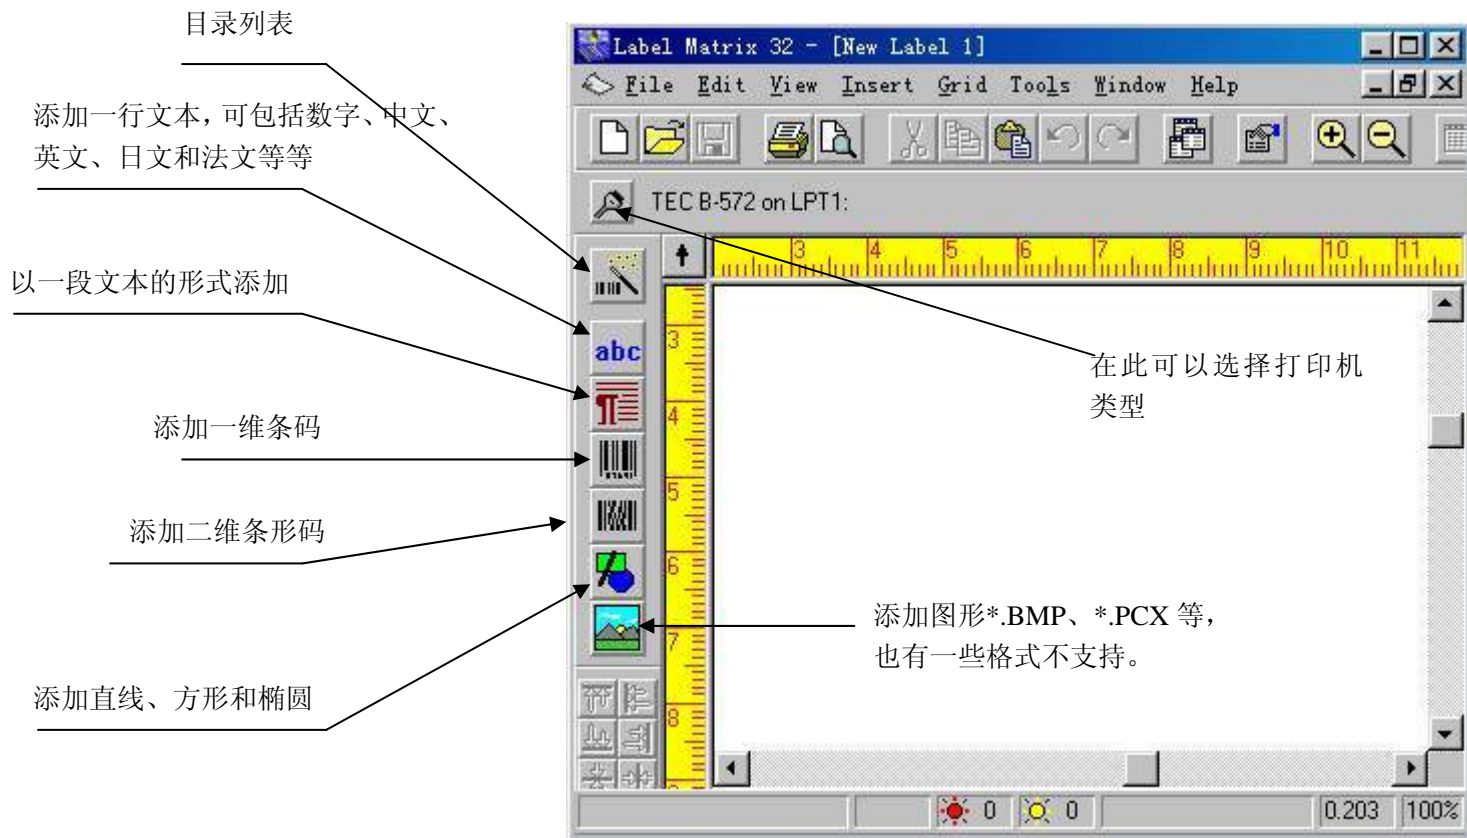 目录列表
Label Matrix 32 - [New Label 1]
File Edit View Insert Grid Tools Window Help
添加一行文本，可包括数字、中文、
英文、日文和法文等等
TEC B-572 on LPT1:
3 4 5 6 7 8 9 10 11
以一段文本的形式添加
abc
3
在此可以选择打印机
类型
4
添加一维条码
5
添加二维条形码
6
添加图形*.BMP、*.PCX 等，
也有一些格式不支持。
7
添加直线、方形和椭圆
8
0 0 0.203 100%